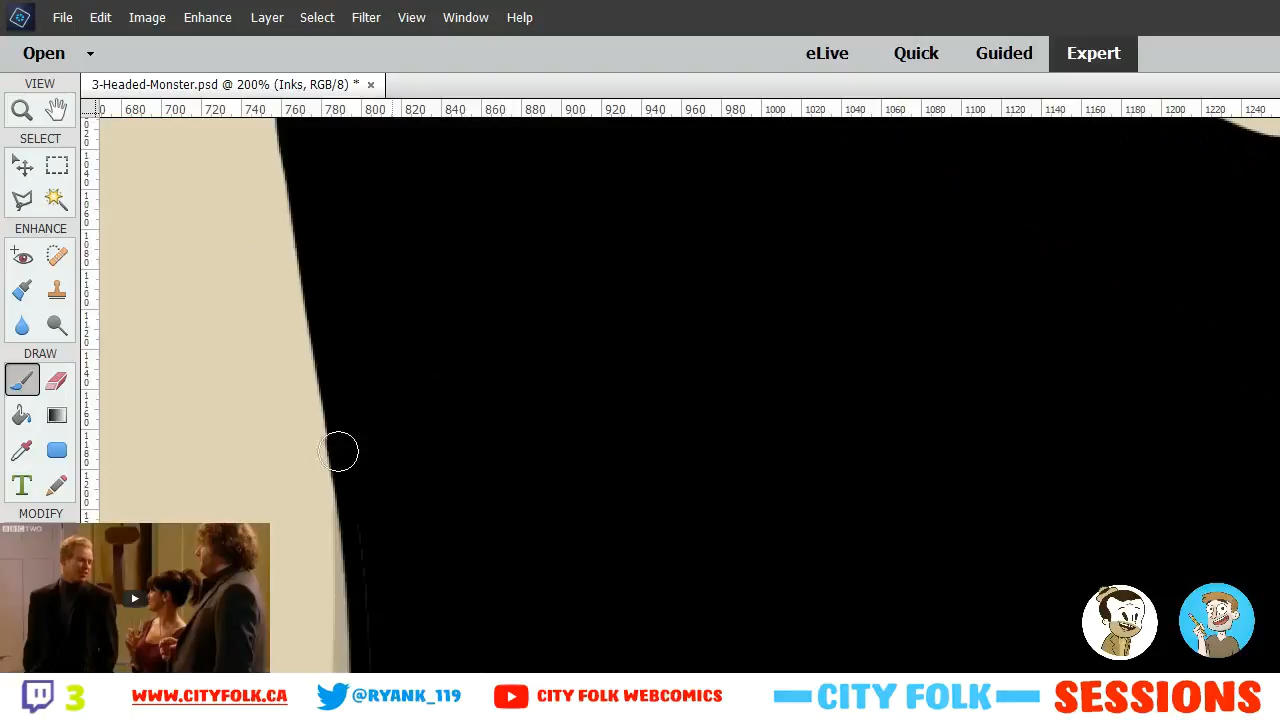 File Edit Image Enhance Layer Select Filter View Window Help
Open eLive Quick Guided Expert
VIEW
3-Headed-Monster.psd @ 200% (Inks, RGB/8) * ×
0 680 700 720 740 760 780 800 820 840 860 880 900 920 940 960 980 1000 1020 1040 1060 1080 1100 1120 1140 1160 1180 1200 1220 1240
SELECT
ENHANCE
DRAW
T
MODIFY
BBC TWO
3 WWW.CITYFOLK.CA @RYANK_119 CITY FOLK WEBCOMICS CITY FOLK SESSIONS